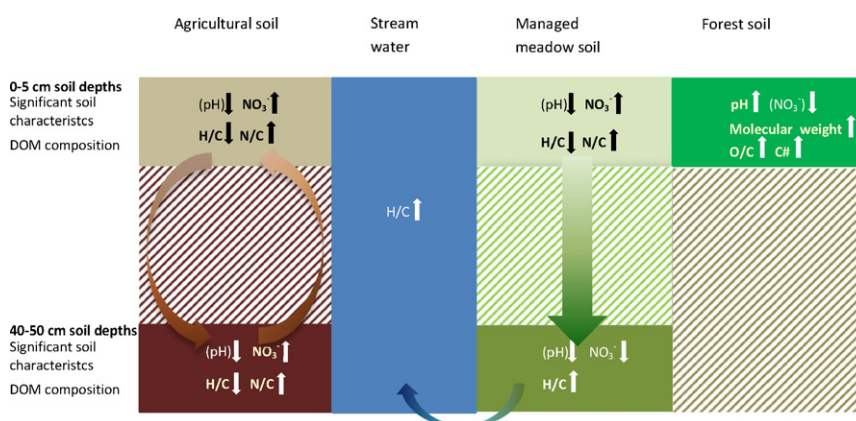 Agricultural soil
Stream
water
Managed
meadow soil
Forest soil
0-5 cm soil depths
Significant soil
characteristcs
DOM composition
(pH)⬇ NO₃⁻⬆
H/C⬇ N/C⬆
(pH)⬇ NO₃⁻⬆
H/C⬇ N/C⬆
pH⬆ (NO₃⁻)⬇
Molecular weight⬆
O/C⬆ C#⬆
H/C⬆
40-50 cm soil depths
Significant soil
characteristcs
DOM composition
(pH)⬇ NO₃⁻⬆
H/C⬇ N/C⬆
(pH)⬇ NO₃⁻⬇
H/C⬆